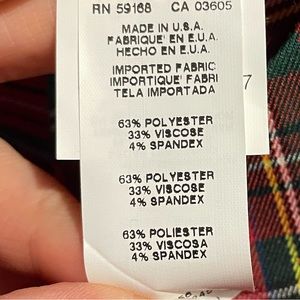 RN 59168 CA 03605
MADE IN U.S.A.
FABRIQUE' EN E.U.A.
HECHO EN E.U.A.
IMPORTED FABRIC
IMPORTIQUE' FABRI
TELA IMPORTADA
7
63% POLYESTER
33% VISCOSE
4% SPANDEX
63% POLYESTER
33% VISCOSE
4% SPANDEX
63% POLIESTER
33% VISCOSA
4% SPANDEX